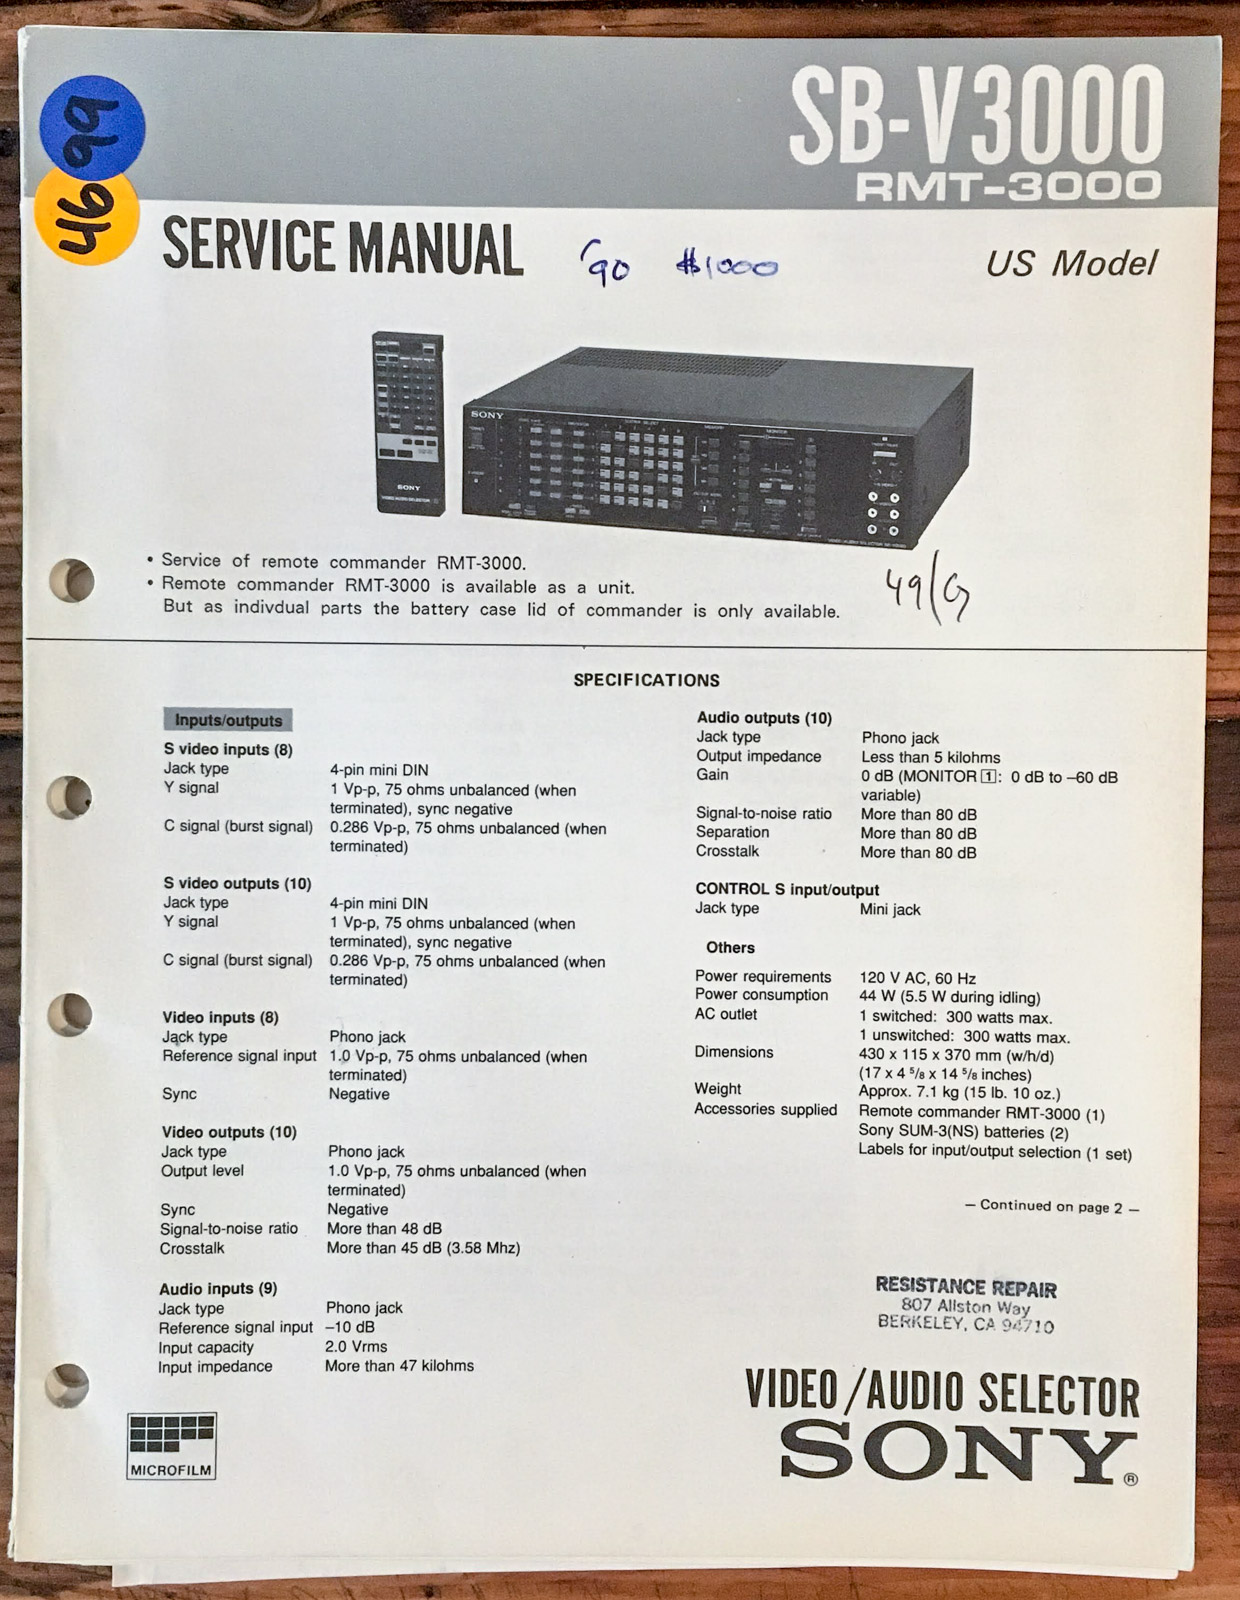 SB-V3000
RMT-3000
99
46
SERVICE MANUAL
'90 $1000
US Model
SONY
SONY
• Service of remote commander RMT-3000.
• Remote commander RMT-3000 is available as a unit.
But as indivdual parts the battery case lid of commander is only available.
49/G
SPECIFICATIONS
Inputs/outputs
S video inputs (8)
Jack type 4-pin mini DIN
Y signal 1 Vp-p, 75 ohms unbalanced (when
terminated), sync negative
C signal (burst signal) 0.286 Vp-p, 75 ohms unbalanced (when
terminated)
S video outputs (10)
Jack type 4-pin mini DIN
Y signal 1 Vp-p, 75 ohms unbalanced (when
terminated), sync negative
C signal (burst signal) 0.286 Vp-p, 75 ohms unbalanced (when
terminated)
Video inputs (8)
Jack type Phono jack
Reference signal input 1.0 Vp-p, 75 ohms unbalanced (when
terminated)
Sync Negative
Video outputs (10)
Jack type Phono jack
Output level 1.0 Vp-p, 75 ohms unbalanced (when
terminated)
Sync Negative
Signal-to-noise ratio More than 48 dB
Crosstalk More than 45 dB (3.58 Mhz)
Audio inputs (9)
Jack type Phono jack
Reference signal input –10 dB
Input capacity 2.0 Vrms
Input impedance More than 47 kilohms
Audio outputs (10)
Jack type Phono jack
Output impedance Less than 5 kilohms
Gain 0 dB (MONITOR 1: 0 dB to –60 dB
variable)
Signal-to-noise ratio More than 80 dB
Separation More than 80 dB
Crosstalk More than 80 dB
CONTROL S input/output
Jack type Mini jack
Others
Power requirements 120 V AC, 60 Hz
Power consumption 44 W (5.5 W during idling)
AC outlet 1 switched: 300 watts max.
1 unswitched: 300 watts max.
Dimensions 430 x 115 x 370 mm (w/h/d)
(17 x 4 5/8 x 14 5/8 inches)
Weight Approx. 7.1 kg (15 lb. 10 oz.)
Accessories supplied Remote commander RMT-3000 (1)
Sony SUM-3(NS) batteries (2)
Labels for input/output selection (1 set)
— Continued on page 2 —
RESISTANCE REPAIR
807 Allston Way
BERKELEY, CA 94710
VIDEO/AUDIO SELECTOR
SONY®
MICROFILM